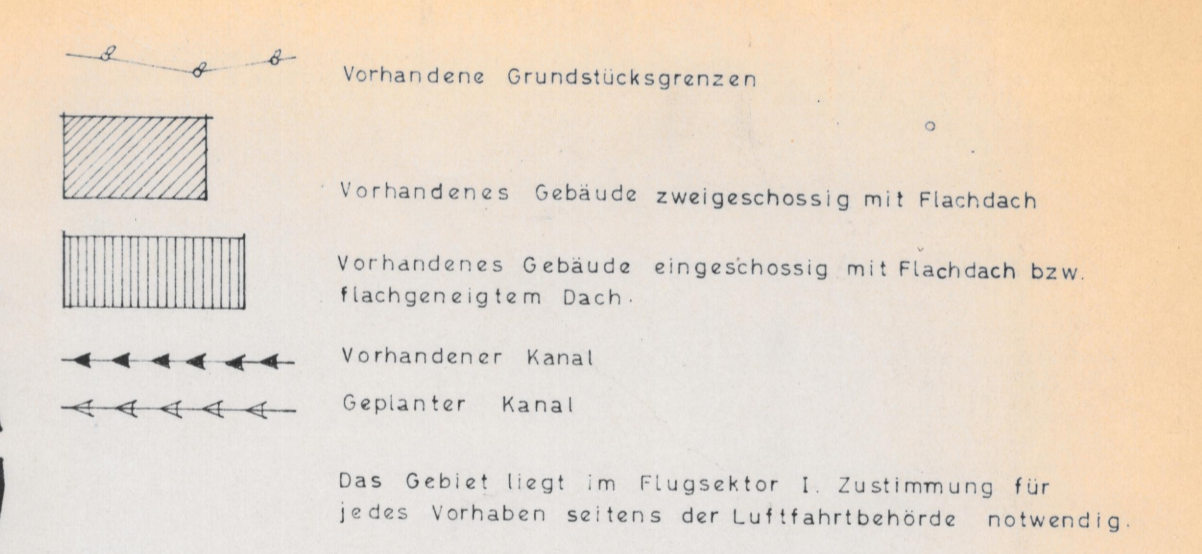 Vorhandene Grundstücksgrenzen
Vorhandenes Gebäude zweigeschossig mit Flachdach
Vorhandenes Gebäude eingeschossig mit Flachdach bzw.
flachgeneigtem Dach.
Vorhandener Kanal
Geplanter Kanal
Das Gebiet liegt im Flugsektor I. Zustimmung für
jedes Vorhaben seitens der Luftfahrtbehörde notwendig.